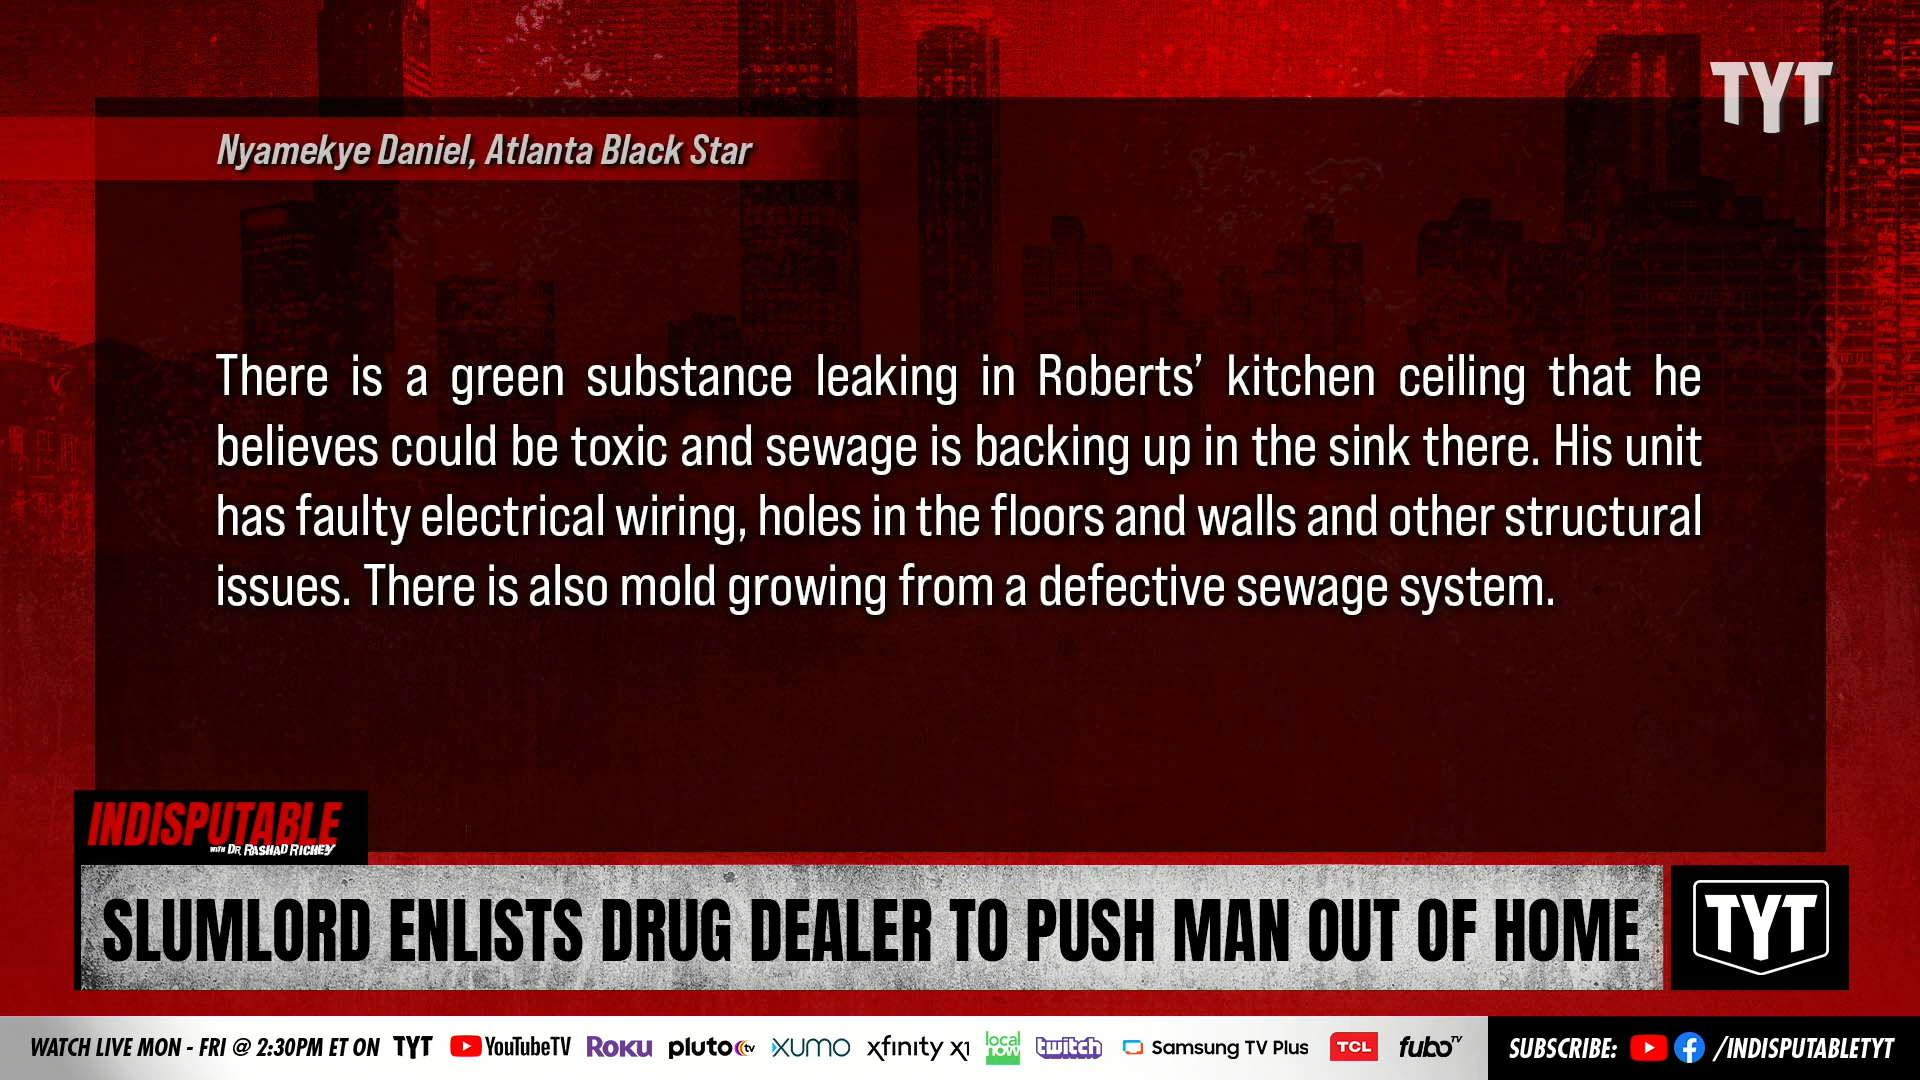 TYT
Nyamekye Daniel, Atlanta Black Star
There is a green substance leaking in Roberts’ kitchen ceiling that he
believes could be toxic and sewage is backing up in the sink there. His unit
has faulty electrical wiring, holes in the floors and walls and other structural
issues. There is also mold growing from a defective sewage system.
INDISPUTABLE
WITH DR RASHAD RICHEY
SLUMLORD ENLISTS DRUG DEALER TO PUSH MAN OUT OF HOME
TYT
WATCH LIVE MON - FRI @ 2:30PM ET ON TYT YouTubeTV ROKU pluto tv XUMO xfinity X1 local now twitch Samsung TV Plus TCL fubo TV SUBSCRIBE: /INDISPUTABLETYT